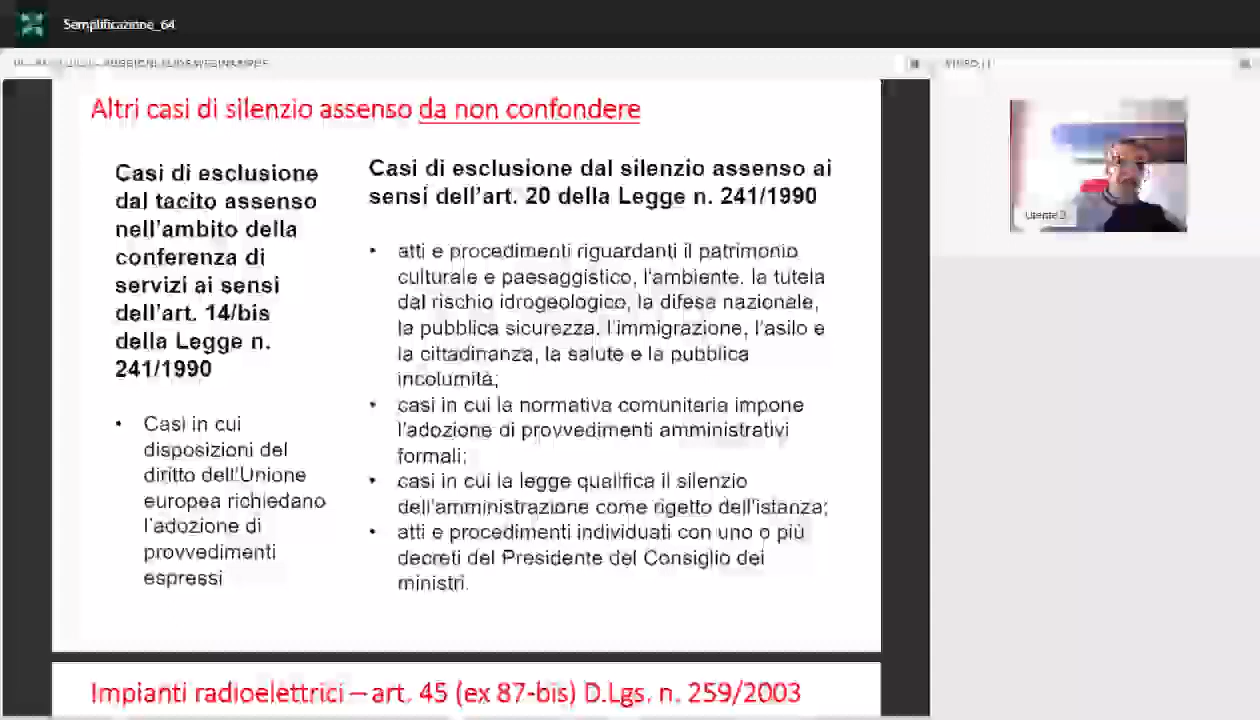 Semplificazione_64
Altri casi di silenzio assenso da non confondere
Casi di esclusione
dal tacito assenso
nell'ambito della
conferenza di
servizi ai sensi
dell'art. 14/bis
della Legge n.
241/1990
• Casi in cui
disposizioni del
diritto dell'Unione
europea richiedano
l'adozione di
provvedimenti
espressi
Casi di esclusione dal silenzio assenso ai
sensi dell'art. 20 della Legge n. 241/1990
• atti e procedimenti riguardanti il patrimonio
culturale e paesaggistico, l'ambiente, la tutela
dal rischio idrogeologico, la difesa nazionale,
la pubblica sicurezza, l'immigrazione, l'asilo e
la cittadinanza, la salute e la pubblica
incolumità;
• casi in cui la normativa comunitaria impone
l'adozione di provvedimenti amministrativi
formali;
• casi in cui la legge qualifica il silenzio
dell'amministrazione come rigetto dell'istanza;
• atti e procedimenti individuati con uno o più
decreti del Presidente del Consiglio dei
ministri.
Impianti radioelettrici – art. 45 (ex 87-bis) D.Lgs. n. 259/2003